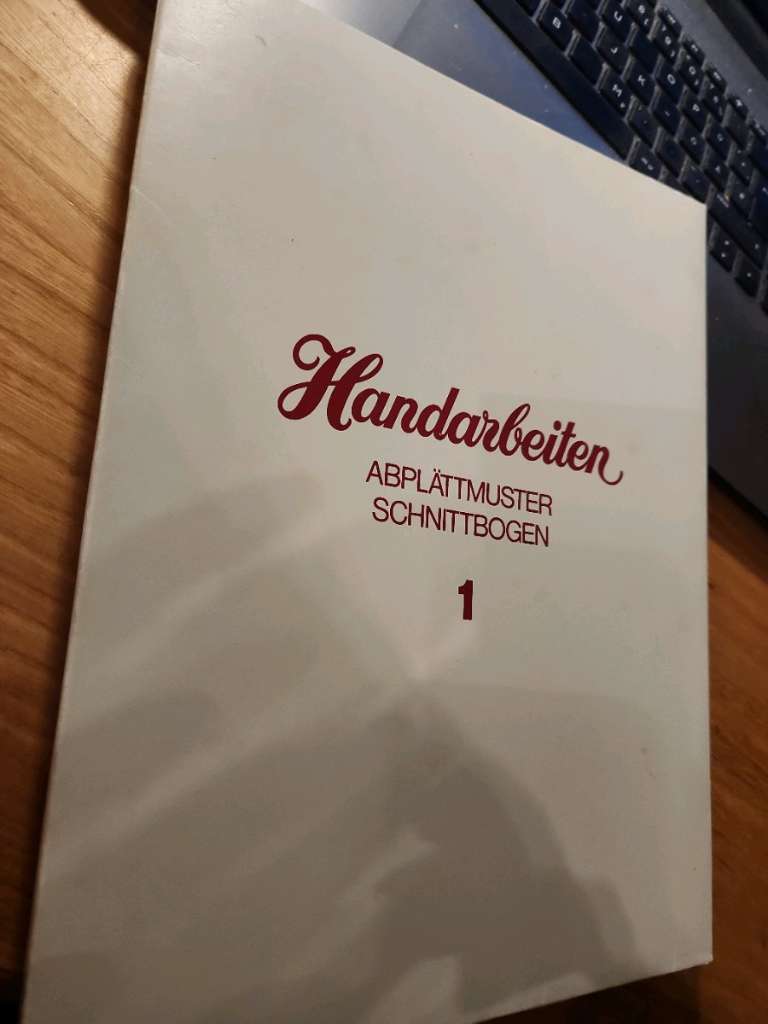 Handarbeiten
ABPLÄTTMUSTER
SCHNITTBOGEN
1